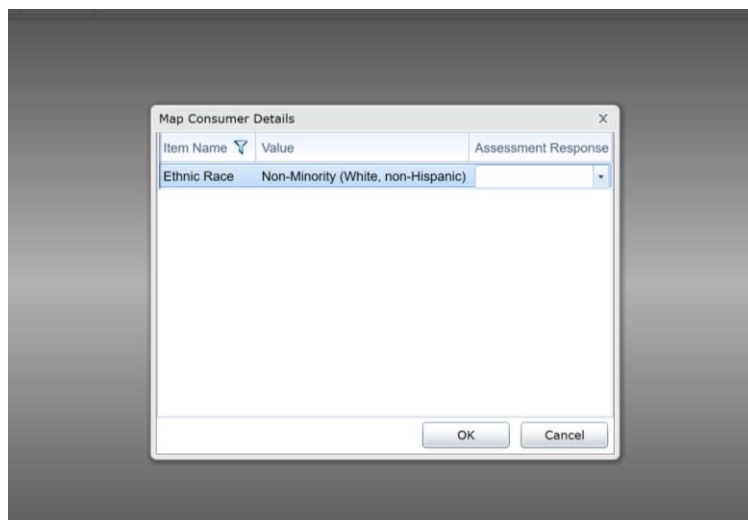 Map Consumer Details X
Item Name Value Assessment Response
Ethnic Race Non-Minority (White, non-Hispanic)
OK Cancel